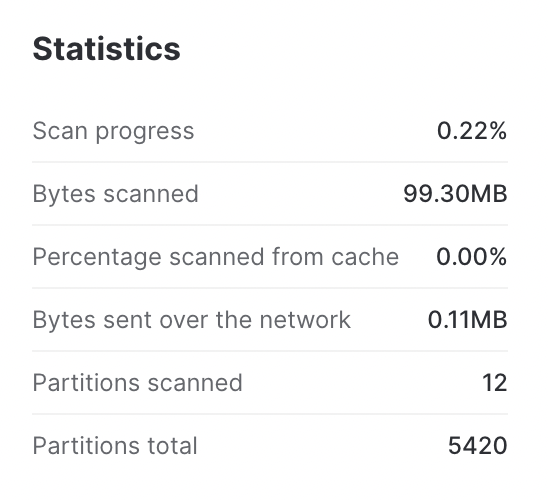 Statistics
Scan progress 0.22%
Bytes scanned 99.30MB
Percentage scanned from cache 0.00%
Bytes sent over the network 0.11MB
Partitions scanned 12
Partitions total 5420